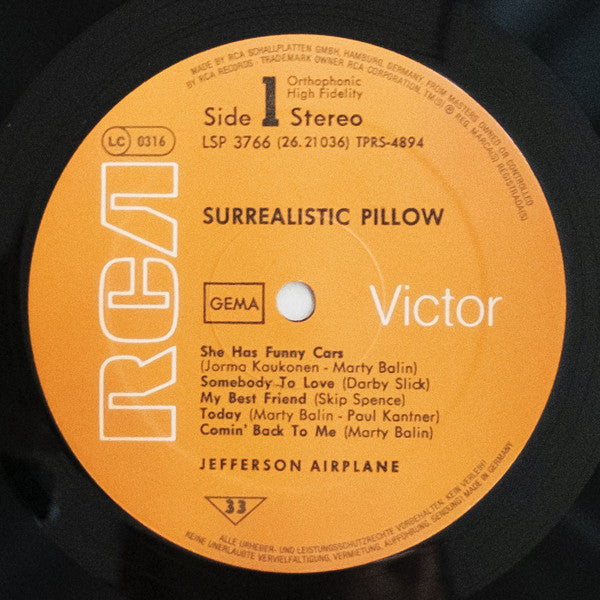 MADE BY RCA SCHALLPLATTEN GMBH, HAMBURG, GERMANY, FROM MASTERS OWNED OR CONTROLLED
BY RCA RECORDS · TRADEMARK OWNER RCA CORPORATION, TM(S) ® REG. MARCA(S) REGISTRADA(S)
Orthophonic
High Fidelity
Side 1 Stereo
LSP 3766 (26.21036) TPRS-4894
LC 0316
RCA
SURREALISTIC PILLOW
GEMA
Victor
She Has Funny Cars
(Jorma Kaukonen - Marty Balin)
Somebody To Love (Darby Slick)
My Best Friend (Skip Spence)
Today (Marty Balin - Paul Kantner)
Comin' Back To Me (Marty Balin)
JEFFERSON AIRPLANE
33
ALLE URHEBER- UND LEISTUNGSSCHUTZRECHTE VORBEHALTEN. KEIN VERLEIH!
KEINE UNERLAUBTE VERVIELFÄLTIGUNG, VERMIETUNG, AUFFÜHRUNG, SENDUNG!